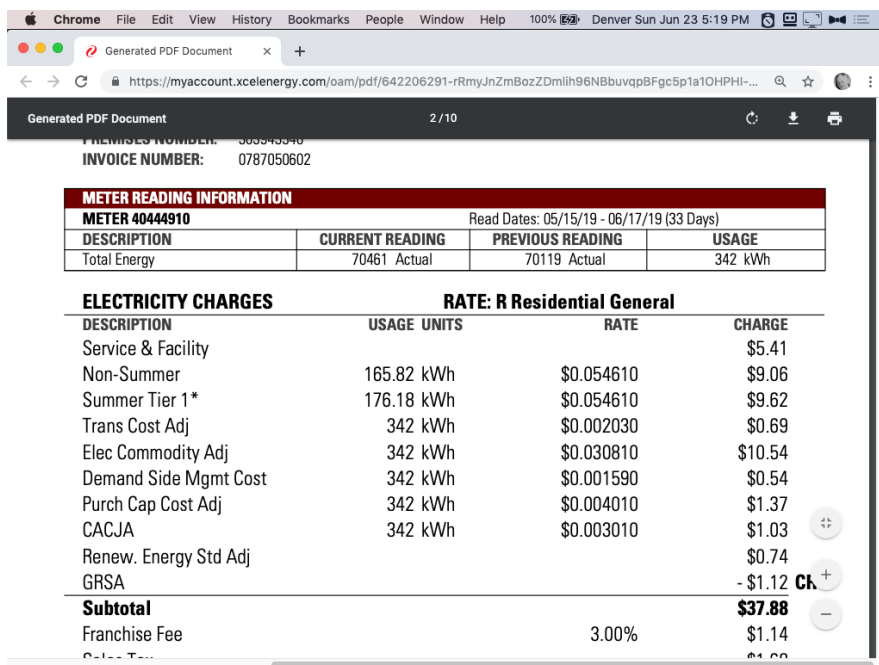 Chrome File Edit View History Bookmarks People Window Help 100% Denver Sun Jun 23 5:19 PM
Generated PDF Document × +
https://myaccount.xcelenergy.com/oam/pdf/642206291-rRmyJnZmBozZDmlih96NBbuvqpBFgc5p1a1OHPHI-...
Generated PDF Document 2 / 10
PREMISES NUMBER:
INVOICE NUMBER: 0787050602
METER READING INFORMATION
METER 40444910 Read Dates: 05/15/19 - 06/17/19 (33 Days)
DESCRIPTION CURRENT READING PREVIOUS READING USAGE
Total Energy 70461 Actual 70119 Actual 342 kWh
ELECTRICITY CHARGES RATE: R Residential General
DESCRIPTION USAGE UNITS RATE CHARGE
Service & Facility $5.41
Non-Summer 165.82 kWh $0.054610 $9.06
Summer Tier 1* 176.18 kWh $0.054610 $9.62
Trans Cost Adj 342 kWh $0.002030 $0.69
Elec Commodity Adj 342 kWh $0.030810 $10.54
Demand Side Mgmt Cost 342 kWh $0.001590 $0.54
Purch Cap Cost Adj 342 kWh $0.004010 $1.37
CACJA 342 kWh $0.003010 $1.03
Renew. Energy Std Adj $0.74
GRSA - $1.12
Subtotal $37.88
Franchise Fee 3.00% $1.14
Sales Tax